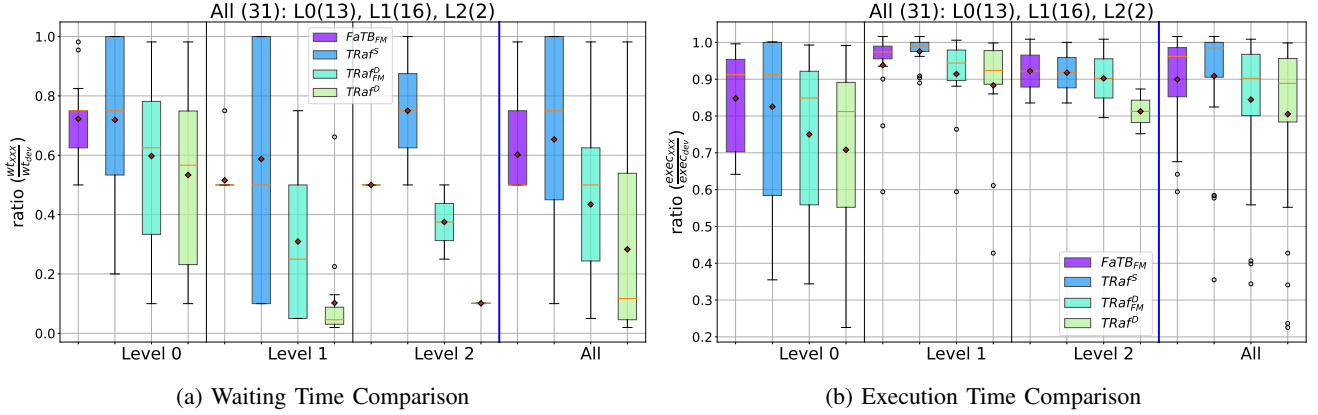 All (31): L0(13), L1(16), L2(2)
1.0
0.8
0.6
0.4
0.2
0.0
ratio (wt_xxx/wt_dev)
FaTB_FM
TRaf^S
TRaf^D_FM
TRaf^D
Level 0
Level 1
Level 2
All
(a) Waiting Time Comparison
All (31): L0(13), L1(16), L2(2)
1.0
0.9
0.8
0.7
0.6
0.5
0.4
0.3
0.2
ratio (exec_xxx/exec_dev)
FaTB_FM
TRaf^S
TRaf^D_FM
TRaf^D
Level 0
Level 1
Level 2
All
(b) Execution Time Comparison